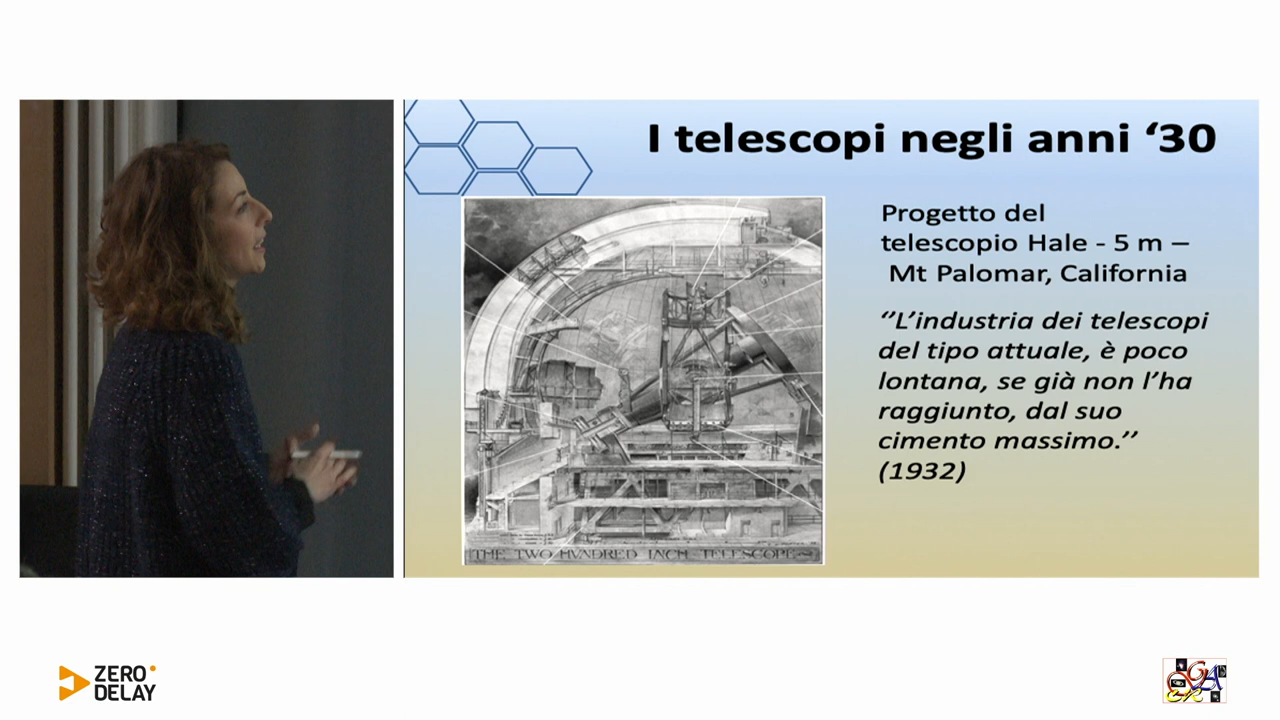 I telescopi negli anni ‘30
Progetto del
telescopio Hale - 5 m –
Mt Palomar, California
‘’L’industria dei telescopi
del tipo attuale, è poco
lontana, se già non l’ha
raggiunto, dal suo
cimento massimo.’’
(1932)
THE TWO HVNDRED INCH TELESCOPE
ZERO
DELAY